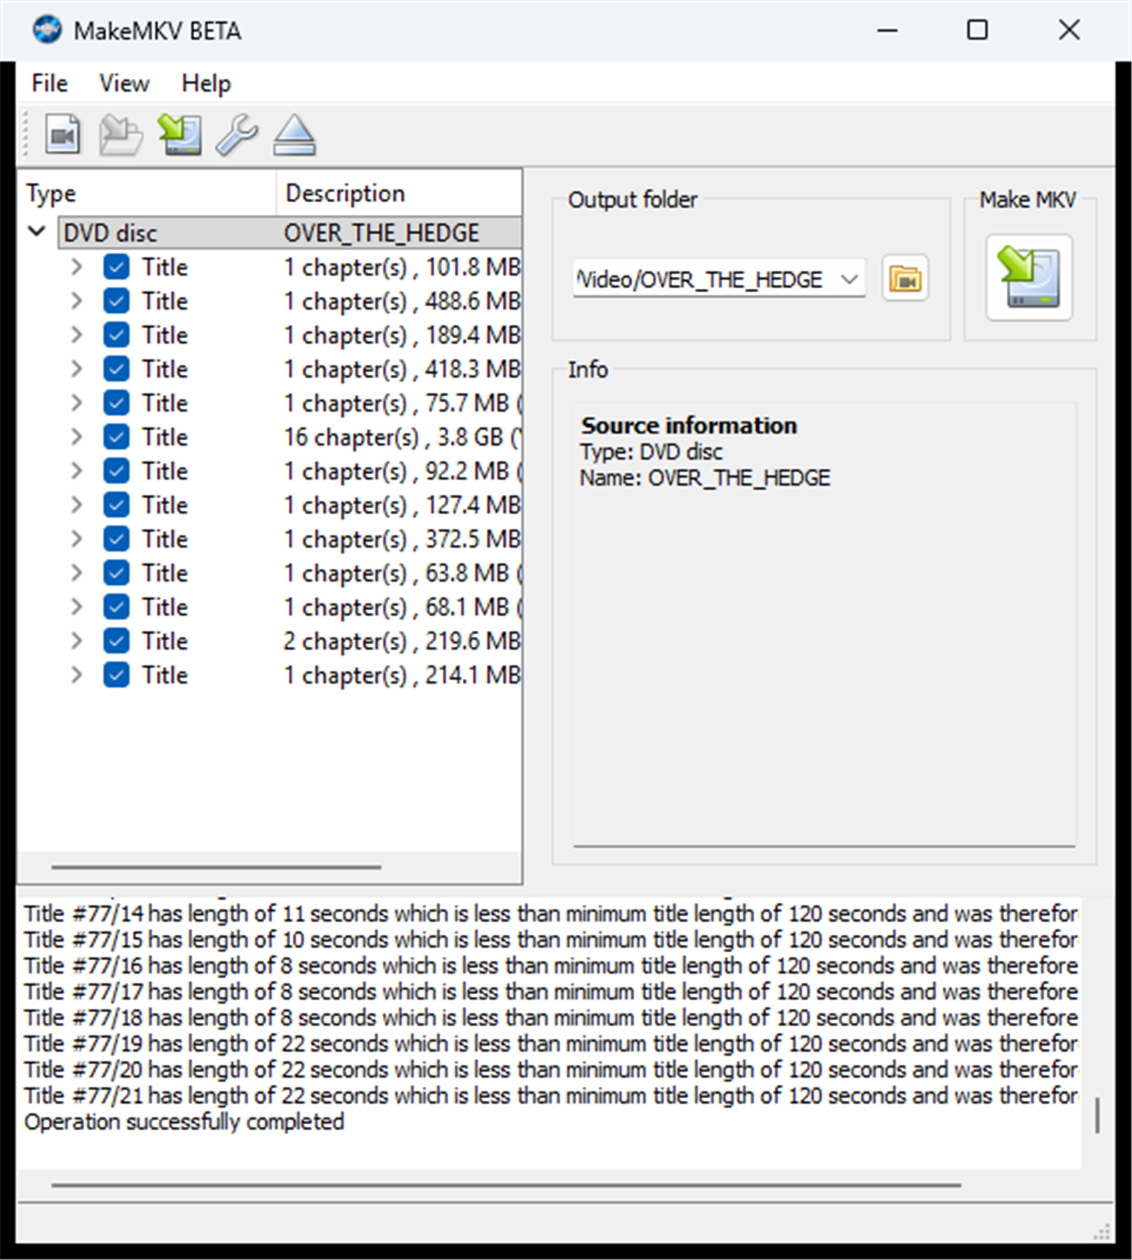 MakeMKV BETA
File View Help
Type Description
DVD disc OVER_THE_HEDGE
Title 1 chapter(s) , 101.8 MB
Title 1 chapter(s) , 488.6 MB
Title 1 chapter(s) , 189.4 MB
Title 1 chapter(s) , 418.3 MB
Title 1 chapter(s) , 75.7 MB (
Title 16 chapter(s) , 3.8 GB (
Title 1 chapter(s) , 92.2 MB (
Title 1 chapter(s) , 127.4 MB
Title 1 chapter(s) , 372.5 MB
Title 1 chapter(s) , 63.8 MB (
Title 1 chapter(s) , 68.1 MB (
Title 2 chapter(s) , 219.6 MB
Title 1 chapter(s) , 214.1 MB
Output folder
Video/OVER_THE_HEDGE
Make MKV
Info
Source information
Type: DVD disc
Name: OVER_THE_HEDGE
Title #77/14 has length of 11 seconds which is less than minimum title length of 120 seconds and was therefor
Title #77/15 has length of 10 seconds which is less than minimum title length of 120 seconds and was therefor
Title #77/16 has length of 8 seconds which is less than minimum title length of 120 seconds and was therefore
Title #77/17 has length of 8 seconds which is less than minimum title length of 120 seconds and was therefore
Title #77/18 has length of 8 seconds which is less than minimum title length of 120 seconds and was therefore
Title #77/19 has length of 22 seconds which is less than minimum title length of 120 seconds and was therefor
Title #77/20 has length of 22 seconds which is less than minimum title length of 120 seconds and was therefor
Title #77/21 has length of 22 seconds which is less than minimum title length of 120 seconds and was therefor
Operation successfully completed